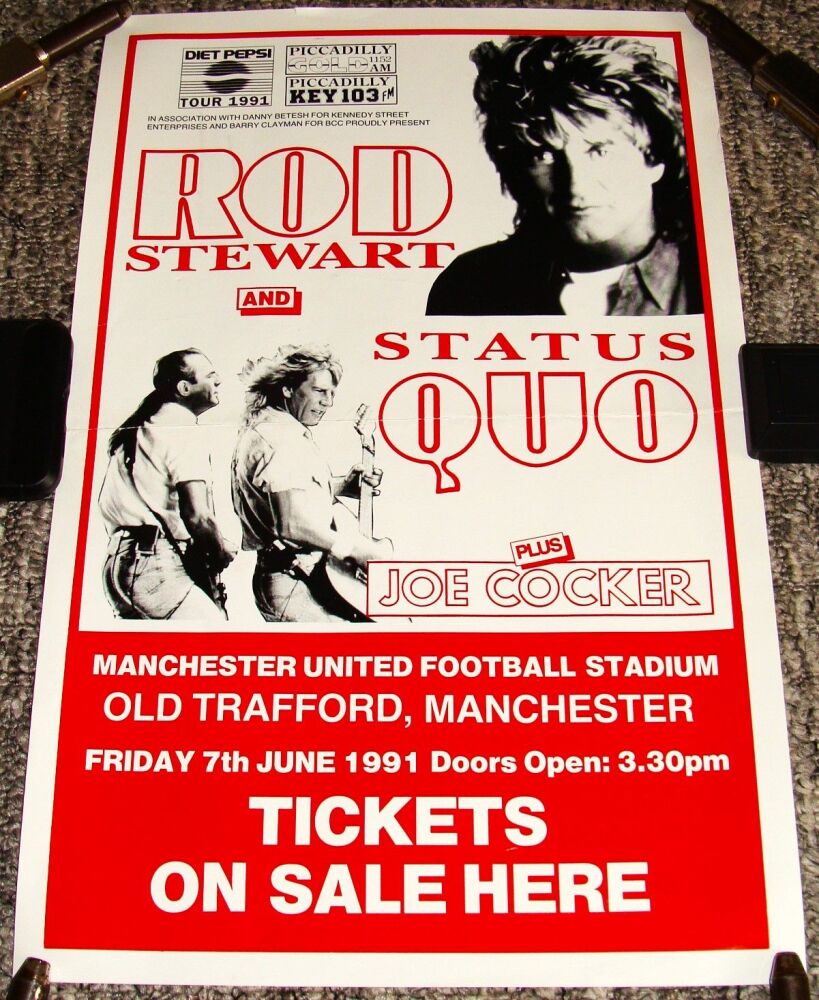 DIET PEPSI
TOUR 1991
PICCADILLY
GOLD 1152 AM
PICCADILLY
KEY 103 FM
IN ASSOCIATION WITH DANNY BETESH FOR KENNEDY STREET
ENTERPRISES AND BARRY CLAYMAN FOR BCC PROUDLY PRESENT
ROD
STEWART
AND
STATUS
QUO
PLUS
JOE COCKER
MANCHESTER UNITED FOOTBALL STADIUM
OLD TRAFFORD, MANCHESTER
FRIDAY 7th JUNE 1991 Doors Open: 3.30pm
TICKETS
ON SALE HERE